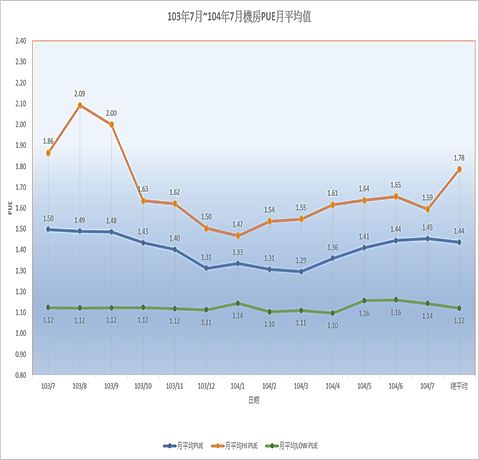 103年7月~104年7月機房PUE月平均值
2.40
2.30
2.20
2.10
2.00
1.90
1.80
1.70
1.60
1.50
1.40
1.30
1.20
1.10
1.00
0.90
0.80
PUE
1.86 2.09 2.00 1.63 1.62 1.50 1.47 1.54 1.55 1.61 1.64 1.65 1.59 1.78
1.50 1.49 1.48 1.43 1.40 1.31 1.33 1.31 1.29 1.36 1.41 1.44 1.45 1.44
1.12 1.12 1.12 1.12 1.12 1.11 1.14 1.10 1.11 1.10 1.16 1.16 1.14 1.12
103/7 103/8 103/9 103/10 103/11 103/12 104/1 104/2 104/3 104/4 104/5 104/6 104/7 總平均
日期
月平均PUE 月平均HI PUE 月平均LOW PUE